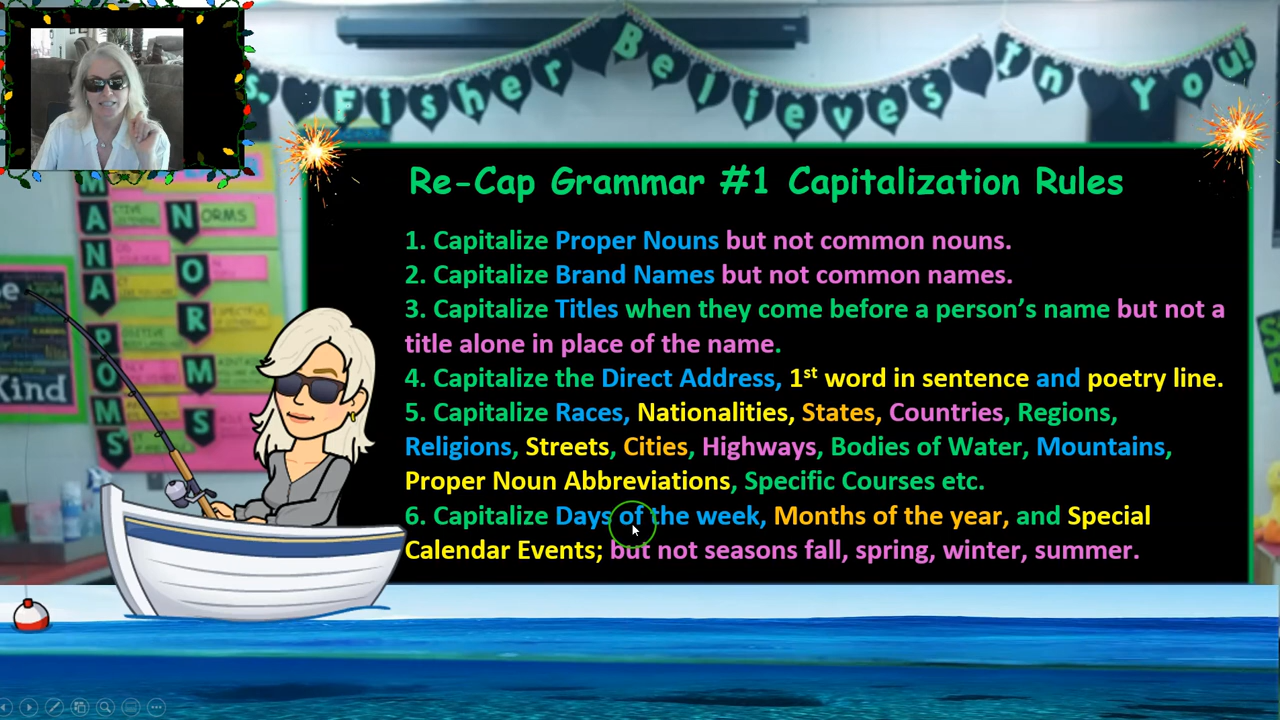 s. Fisher Believes In You!
Re-Cap Grammar #1 Capitalization Rules
1. Capitalize Proper Nouns but not common nouns.
2. Capitalize Brand Names but not common names.
3. Capitalize Titles when they come before a person’s name but not a
title alone in place of the name.
4. Capitalize the Direct Address, 1st word in sentence and poetry line.
5. Capitalize Races, Nationalities, States, Countries, Regions,
Religions, Streets, Cities, Highways, Bodies of Water, Mountains,
Proper Noun Abbreviations, Specific Courses etc.
6. Capitalize Days of the week, Months of the year, and Special
Calendar Events; but not seasons fall, spring, winter, summer.
MANAPOMS
NORMS
NORMS
Kind